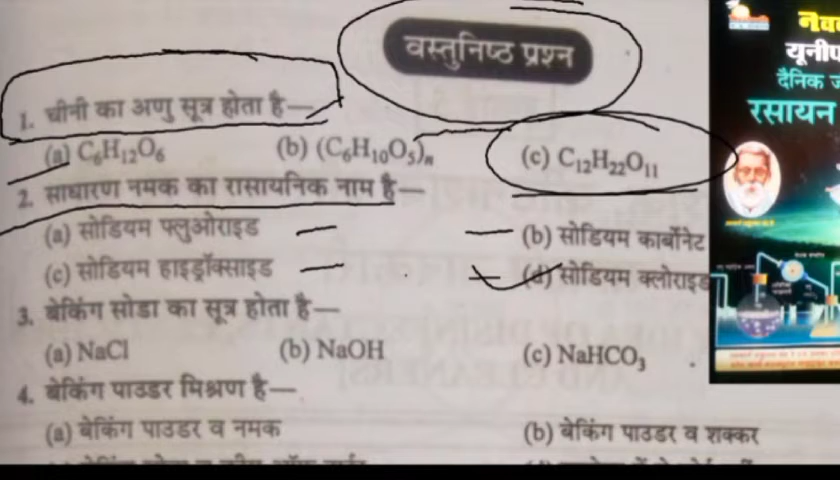 वस्तुनिष्ठ प्रश्न
1. चीनी का अणु सूत्र होता है—
(a) C₆H₁₂O₆ (b) (C₆H₁₀O₅)ₙ (c) C₁₂H₂₂O₁₁
2. साधारण नमक का रासायनिक नाम है—
(a) सोडियम फ्लुओराइड (b) सोडियम कार्बोनेट
(c) सोडियम हाइड्रॉक्साइड (d) सोडियम क्लोराइड
3. बेकिंग सोडा का सूत्र होता है—
(a) NaCl (b) NaOH (c) NaHCO₃
4. बेकिंग पाउडर मिश्रण है—
(a) बेकिंग पाउडर व नमक (b) बेकिंग पाउडर व शक्कर
दैनिक
रसायन